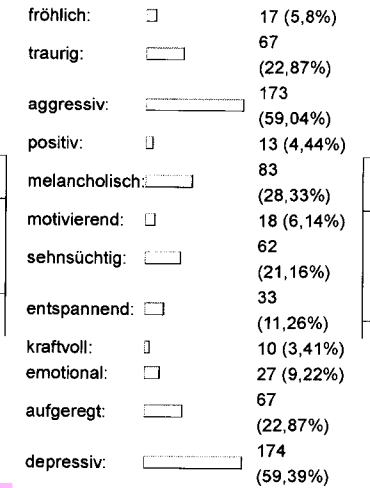 fröhlich: 17 (5,8%)
traurig: 67
(22,87%)
aggressiv: 173
(59,04%)
positiv: 13 (4,44%)
melancholisch: 83
(28,33%)
motivierend: 18 (6,14%)
sehnsüchtig: 62
(21,16%)
entspannend: 33
(11,26%)
kraftvoll: 10 (3,41%)
emotional: 27 (9,22%)
aufgeregt: 67
(22,87%)
depressiv: 174
(59,39%)